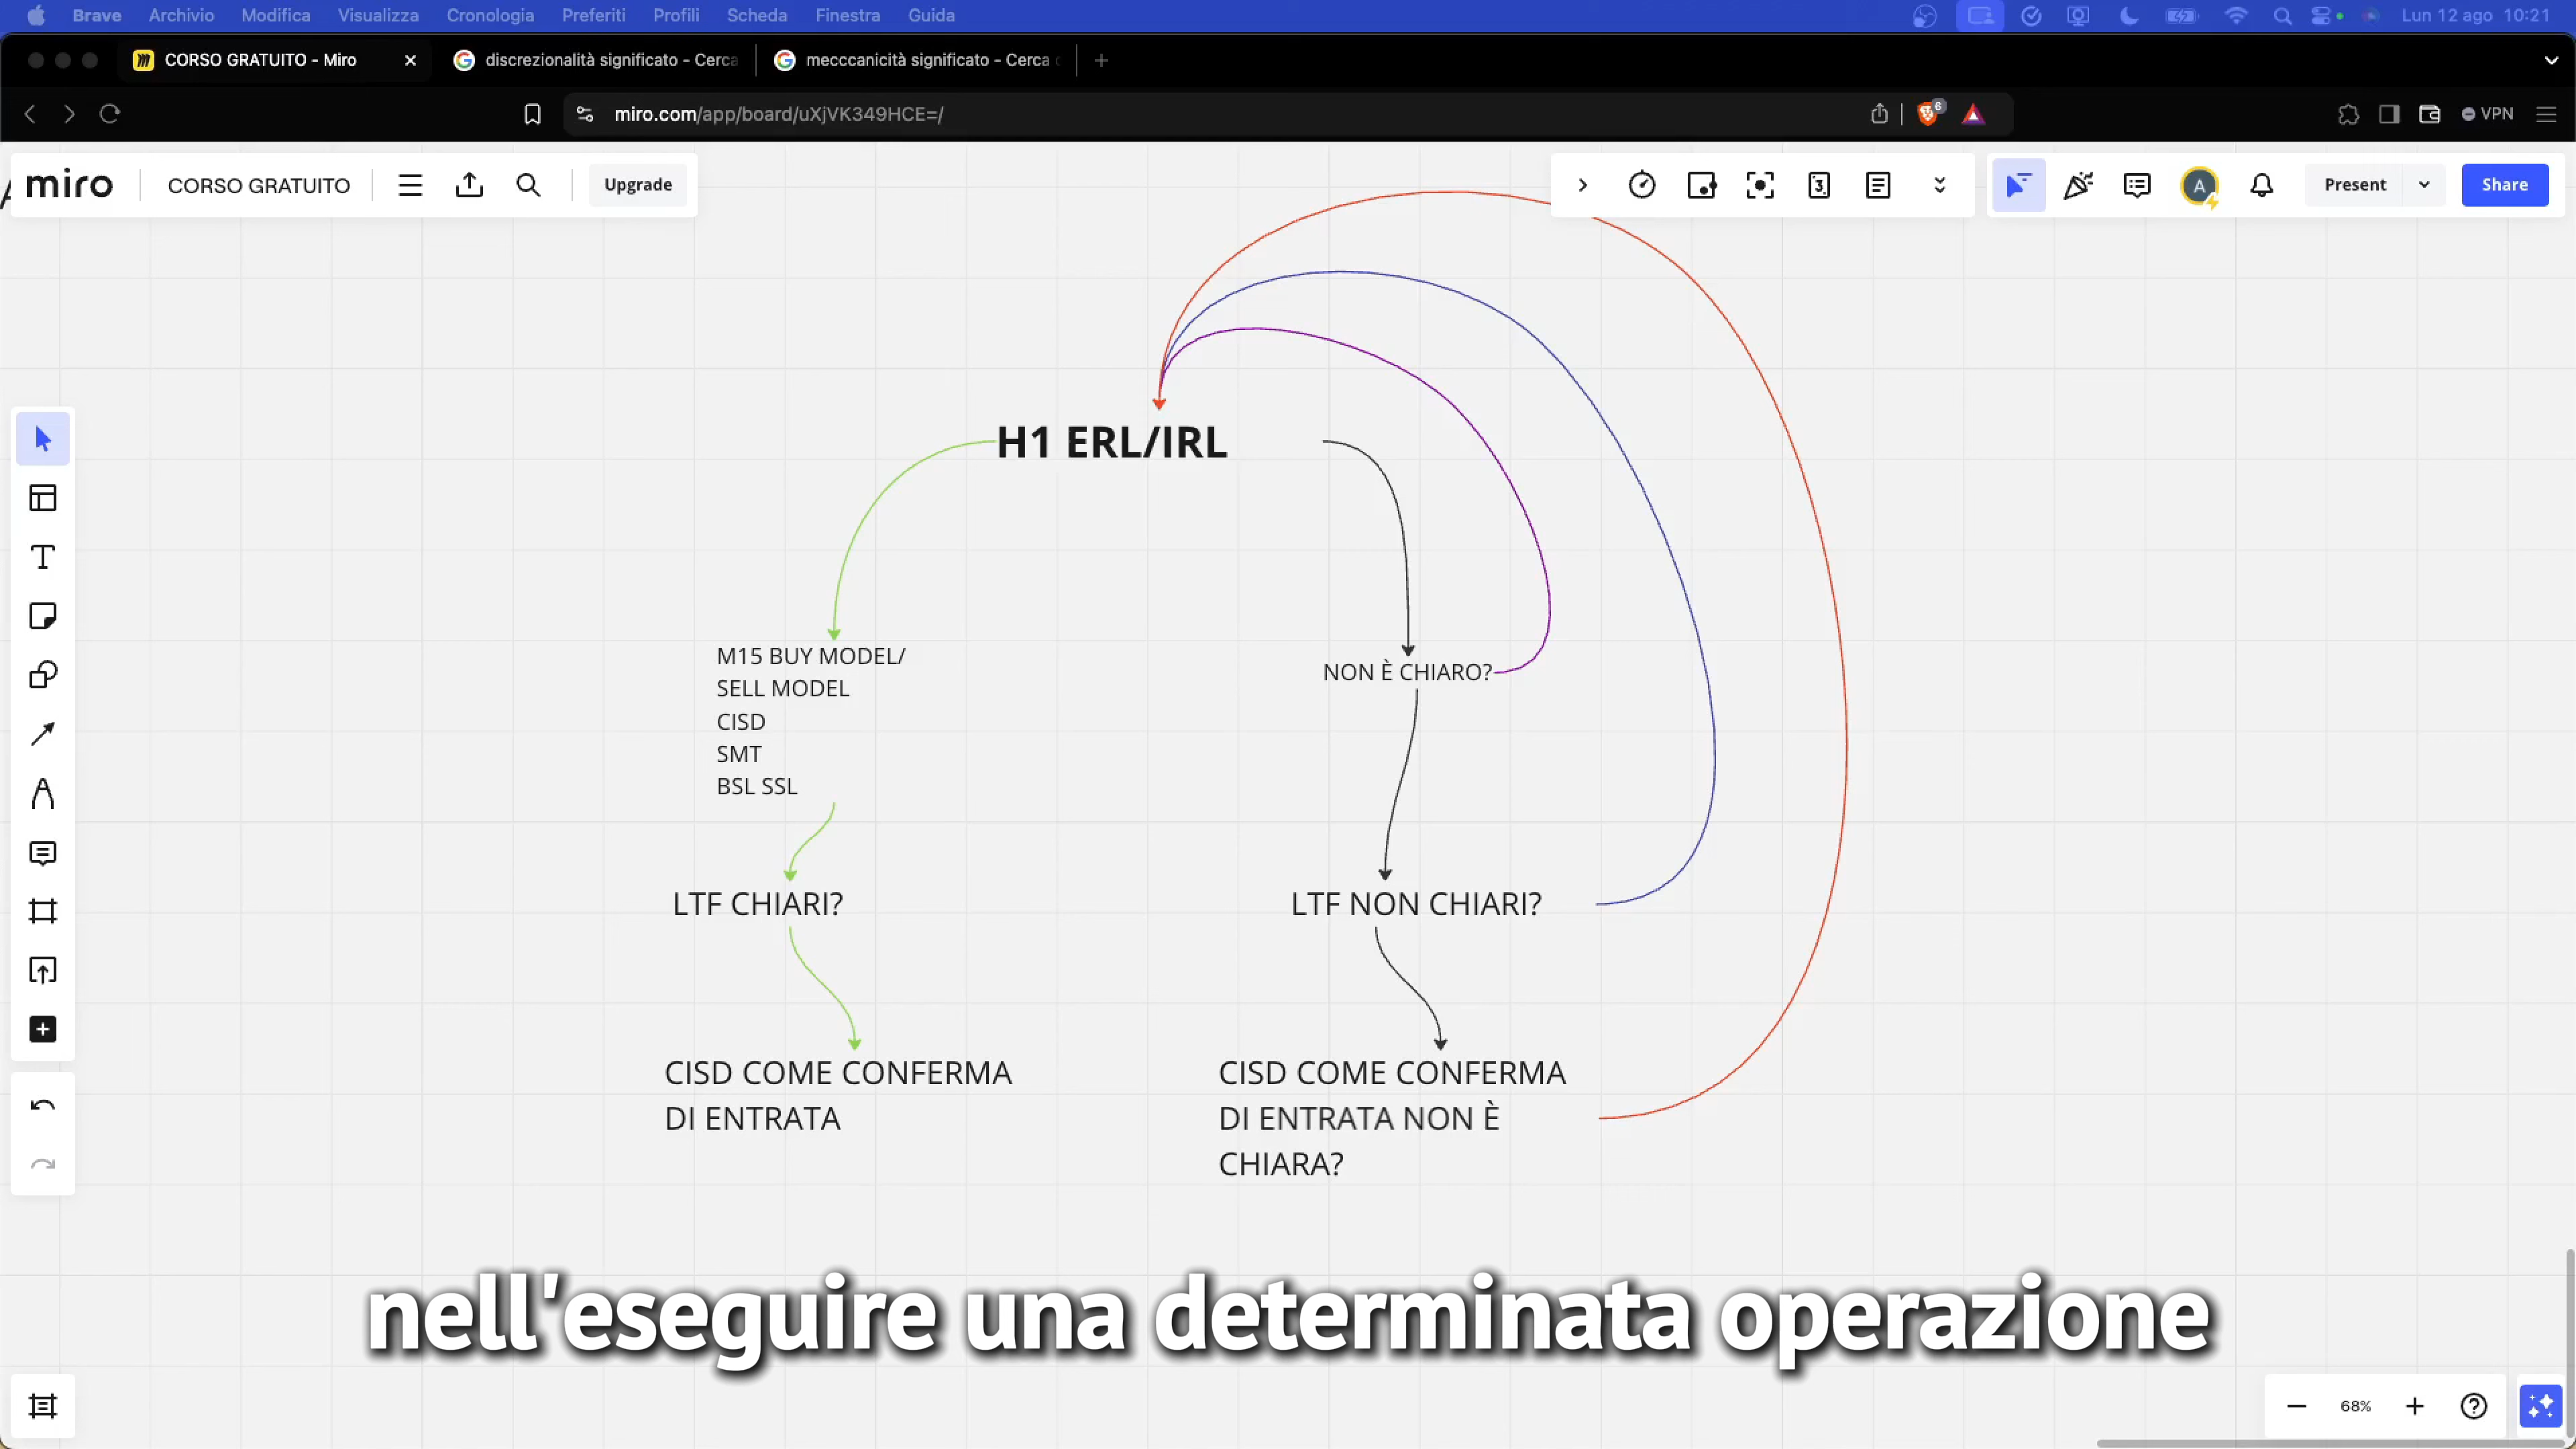 Brave Archivio Modifica Visualizza Cronologia Preferiti Profili Scheda Finestra Guida Lun 12 ago 10:21
CORSO GRATUITO - Miro
discrezionalità significato - Cerca
mecccanicità significato - Cerca
miro.com/app/board/uXjVK349HCE=/
6
VPN
miro CORSO GRATUITO Upgrade
3
A
Present
Share
H1 ERL/IRL
M15 BUY MODEL/
SELL MODEL
CISD
SMT
BSL SSL
NON È CHIARO?
LTF CHIARI?
LTF NON CHIARI?
CISD COME CONFERMA
DI ENTRATA
CISD COME CONFERMA
DI ENTRATA NON È
CHIARA?
nell'eseguire una determinata operazione
68%